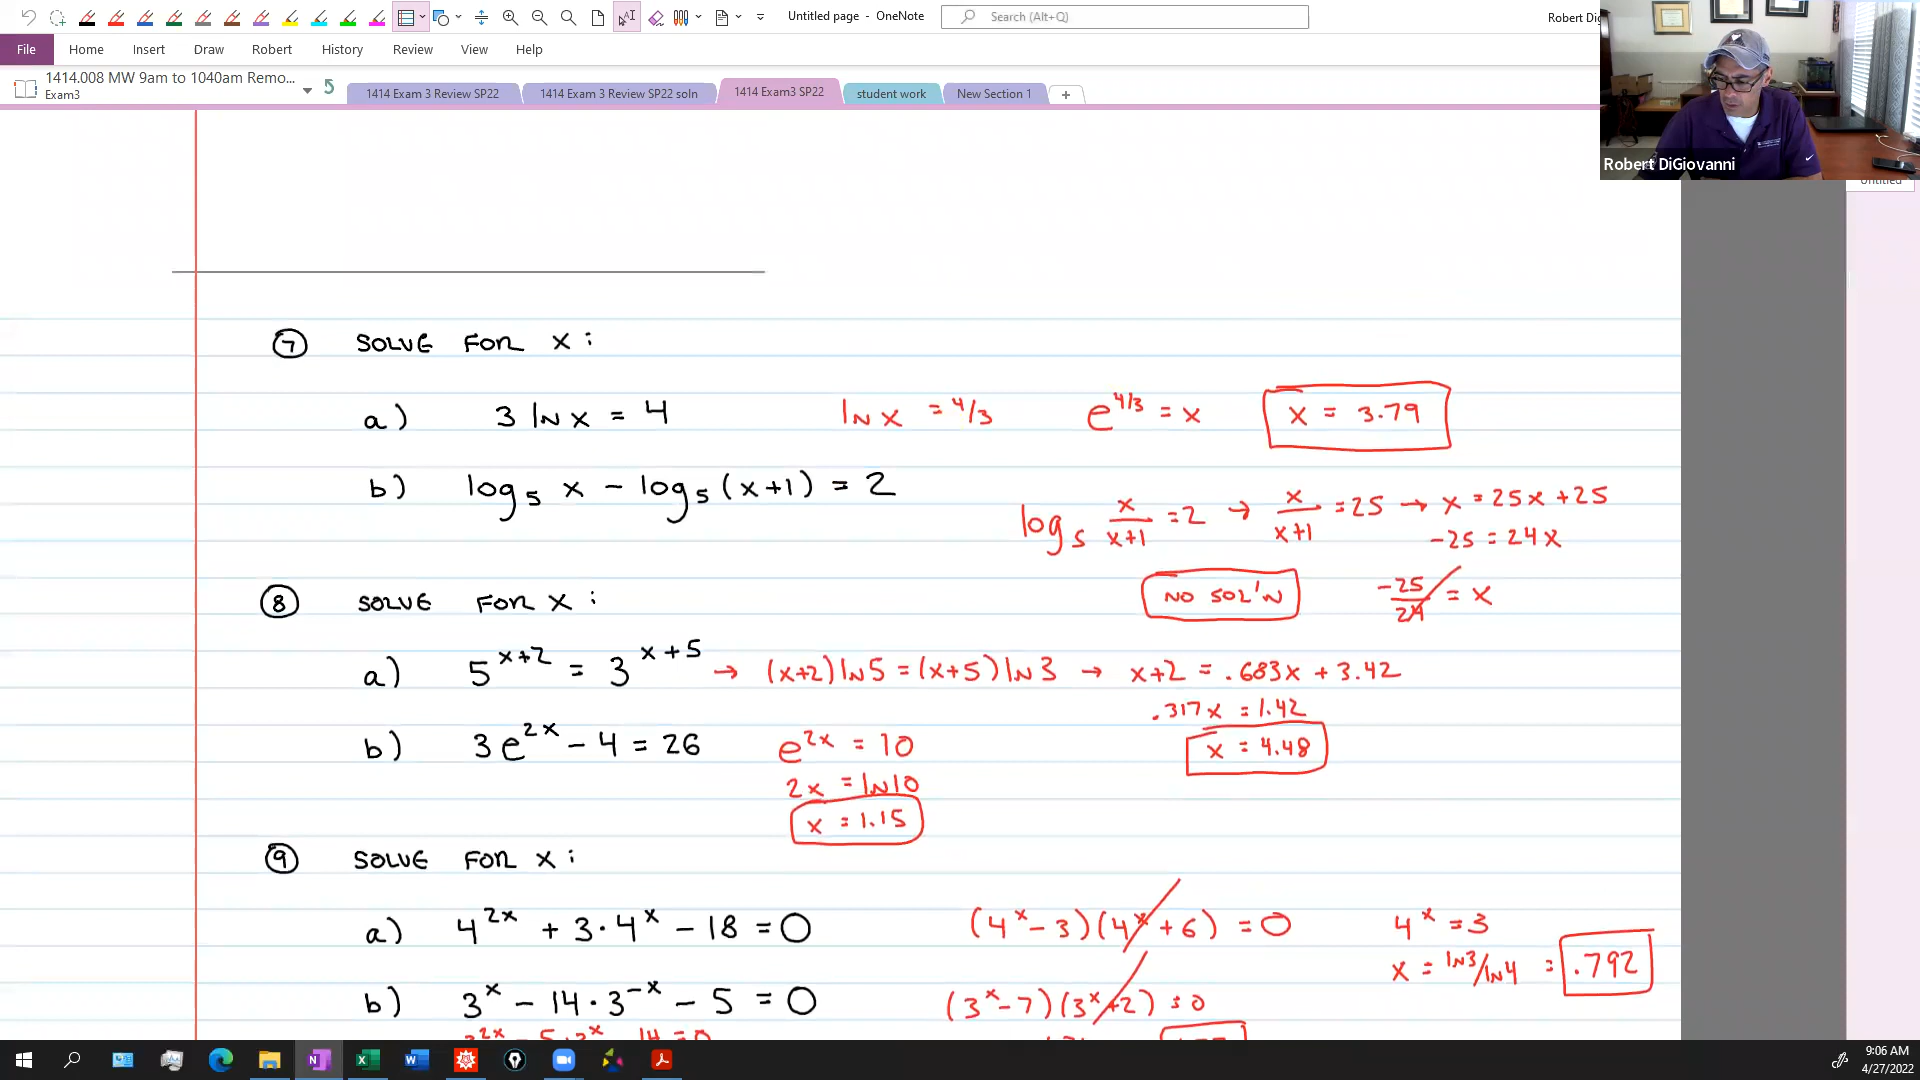 Untitled page - OneNote
Search (Alt+Q)
File Home Insert Draw Robert History Review View Help
1414.008 MW 9am to 1040am Remo...
Exam3
1414 Exam 3 Review SP22
1414 Exam 3 Review SP22 soln
1414 Exam3 SP22
student work
New Section 1
Robert DiGiovanni
7 SOLVE FOR X:
a) 3 ln x = 4 ln x = 4/3 e^{4/3} = x x = 3.79
b) log₅ x − log₅ (x+1) = 2 log₅ x/(x+1) = 2 → x/(x+1) = 25 → x = 25x + 25
-25 = 24x
NO SOL'N -25/24 = x
8 SOLVE FOR X:
a) 5^{x+2} = 3^{x+5} → (x+2) ln 5 = (x+5) ln 3 → x+2 = .683x + 3.42
.317x = 1.42
x = 4.48
b) 3e^{2x} − 4 = 26 e^{2x} = 10
2x = ln 10
x = 1.15
9 SOLVE FOR X:
a) 4^{2x} + 3·4^x − 18 = 0 (4^x − 3)(4^x + 6) = 0 4^x = 3
x = ln3/ln4 = .792
b) 3^x − 14·3^{-x} − 5 = 0 (3^x − 7)(3^x + 2) = 0
9:06 AM
4/27/2022